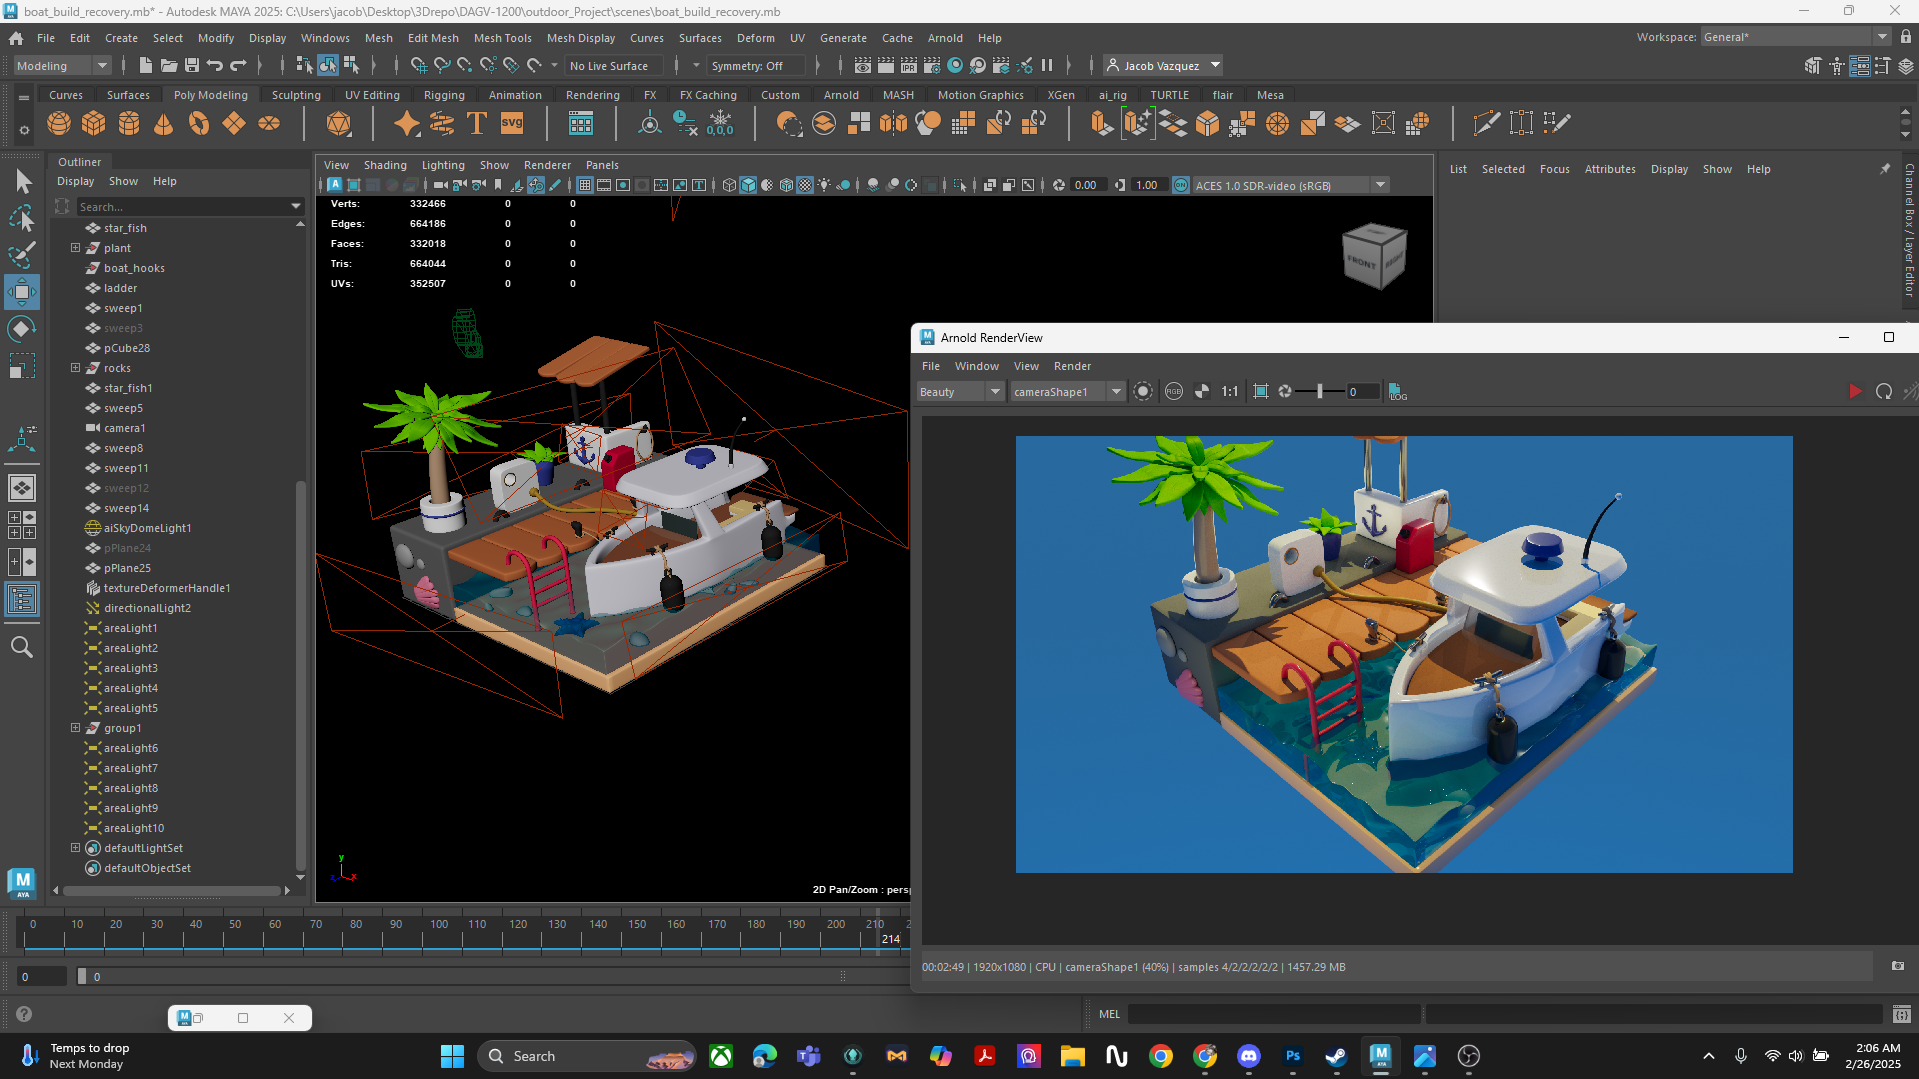 boat_build_recovery.mb* - Autodesk MAYA 2025: C:\Users\jacob\Desktop\3Drepo\DAGV-1200\outdoor_Project\scenes\boat_build_recovery.mb
File Edit Create Select Modify Display Windows Mesh Edit Mesh Mesh Tools Mesh Display Curves Surfaces Deform UV Generate Cache Arnold Help
Workspace: General*
Modeling
No Live Surface
Symmetry: Off
Jacob Vazquez
Curves Surfaces Poly Modeling Sculpting UV Editing Rigging Animation Rendering FX FX Caching Custom Arnold MASH Motion Graphics XGen ai_rig TURTLE flair Mesa
Outliner
Display Show Help
Search...
star_fish
plant
boat_hooks
ladder
sweep1
sweep3
pCube28
rocks
star_fish1
sweep5
camera1
sweep8
sweep11
sweep12
sweep14
aiSkyDomeLight1
pPlane24
pPlane25
textureDeformerHandle1
directionalLight2
areaLight1
areaLight2
areaLight3
areaLight4
areaLight5
group1
areaLight6
areaLight7
areaLight8
areaLight9
areaLight10
defaultLightSet
defaultObjectSet
View Shading Lighting Show Renderer Panels
0.00 1.00 ACES 1.0 SDR-video (sRGB)
Verts: 332466 0 0
Edges: 664186 0 0
Faces: 332018 0 0
Tris: 664044 0 0
UVs: 352507 0 0
FRONT RIGHT
2D Pan/Zoom : persp
List Selected Focus Attributes Display Show Help
Channel Box / Layer Editor
Arnold RenderView
File Window View Render
Beauty cameraShape1 1:1 0 LOG
00:02:49 | 1920x1080 | CPU | cameraShape1 (40%) | samples 4/2/2/2/2/2 | 1457.29 MB
0 10 20 30 40 50 60 70 80 90 100 110 120 130 140 150 160 170 180 190 200 210 2
214
0 0
MEL
Temps to drop
Next Monday
Search
2:06 AM
2/26/2025